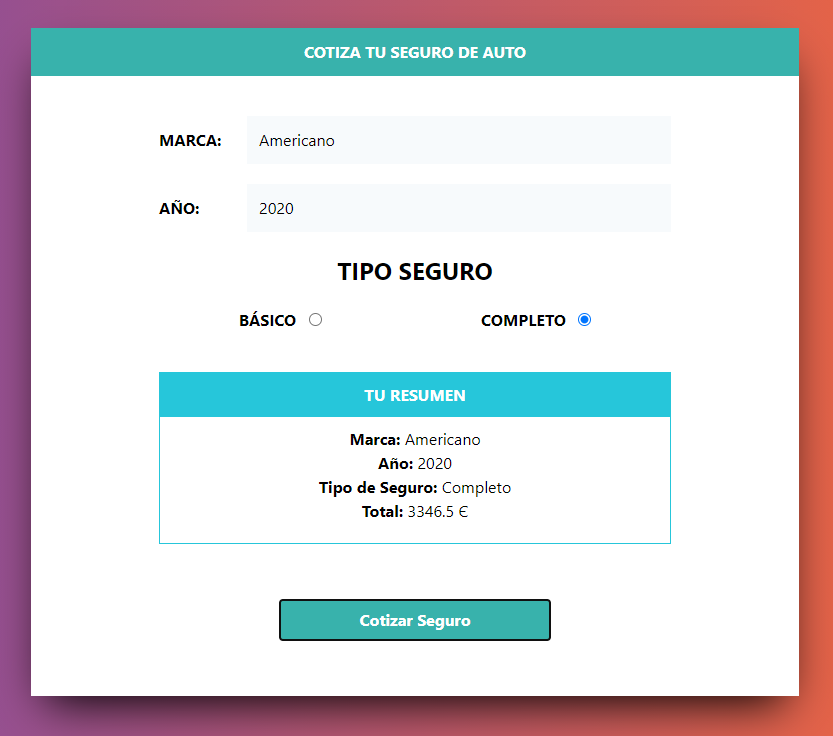 COTIZA TU SEGURO DE AUTO
MARCA: Americano
AÑO: 2020
TIPO SEGURO
BÁSICO COMPLETO
TU RESUMEN
Marca: Americano
Año: 2020
Tipo de Seguro: Completo
Total: 3346.5 €
Cotizar Seguro